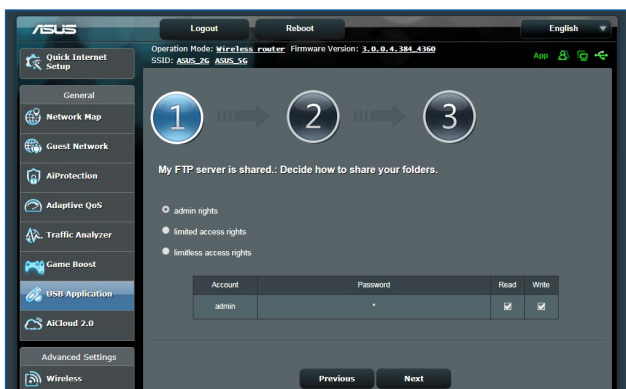 ASUS
Logout
Reboot
English
Operation Mode: Wireless router Firmware Version: 3.0.0.4.384_4360
SSID: ASUS_2G ASUS_5G
App
Quick Internet
Setup
General
Network Map
Guest Network
AiProtection
Adaptive QoS
Traffic Analyzer
Game Boost
USB Application
AiCloud 2.0
Advanced Settings
Wireless
1
2
3
My FTP server is shared.: Decide how to share your folders.
admin rights
limited access rights
limitless access rights
Account Password Read Write
admin *
Previous Next